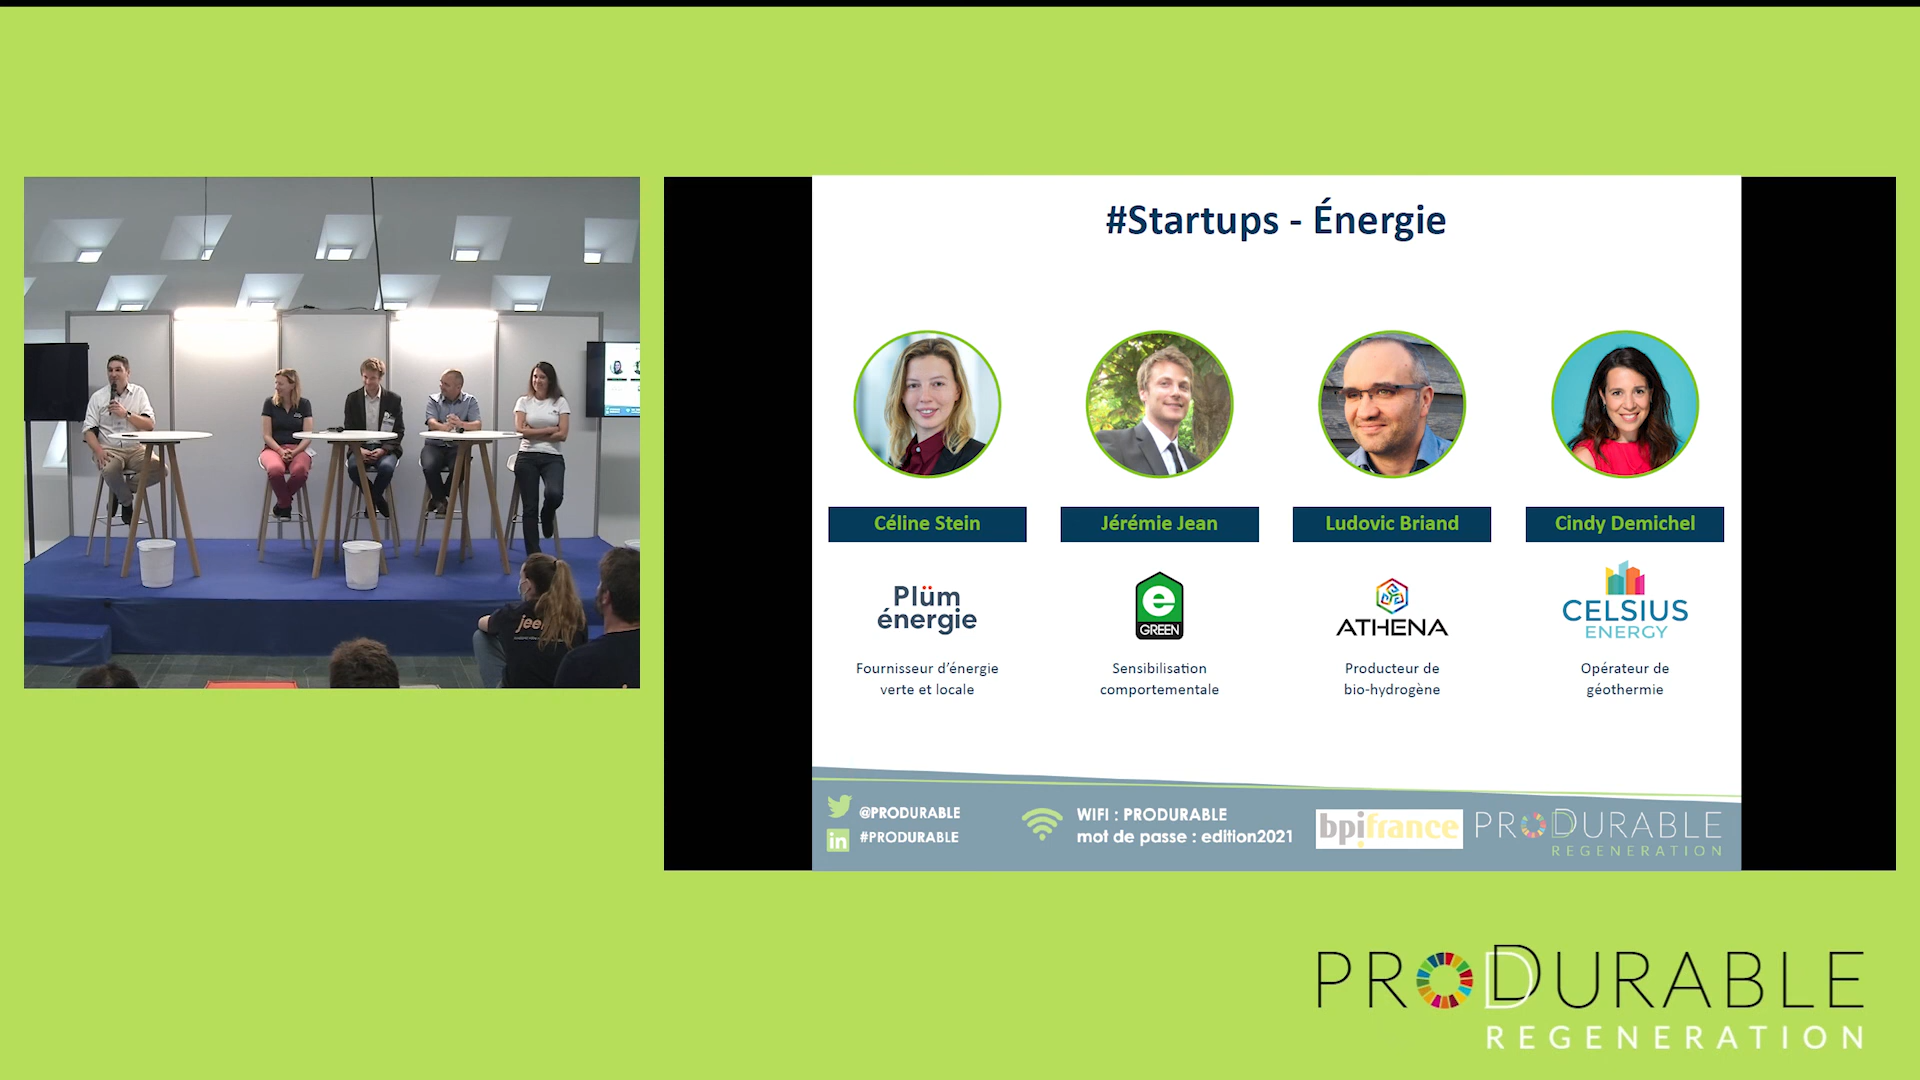 #Startups - Énergie
Céline Stein
Jérémie Jean
Ludovic Briand
Cindy Demichel
Plüm
énergie
e
GREEN
ATHENA
CELSIUS
ENERGY
Fournisseur d'énergie
verte et locale
Sensibilisation
comportementale
Producteur de
bio-hydrogène
Opérateur de
géothermie
@PRODURABLE
in #PRODURABLE
WIFI : PRODURABLE
mot de passe : edition2021
bpifrance
PRODURABLE
REGENERATION
PRODURABLE
REGENERATION